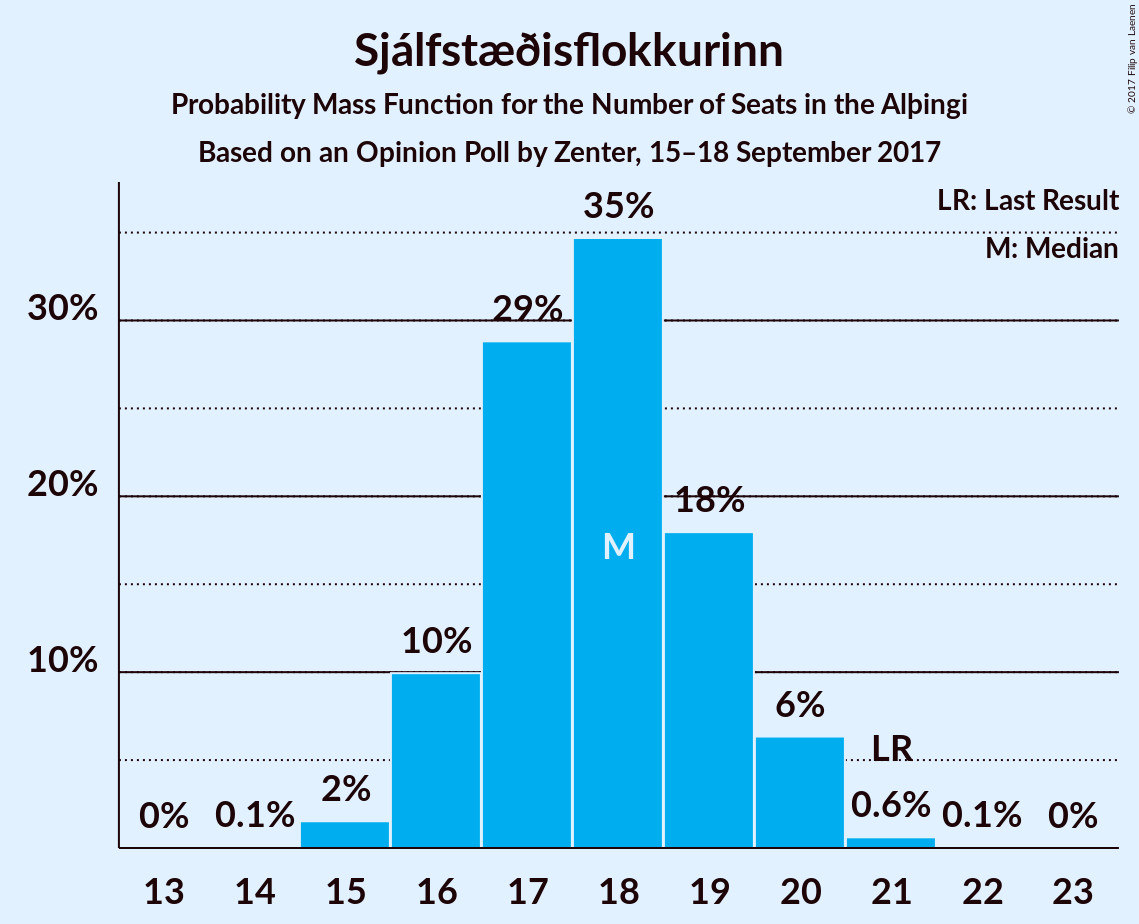 Sjálfstæðisflokkurinn
Probability Mass Function for the Number of Seats in the Alþingi
Based on an Opinion Poll by Zenter, 15–18 September 2017
© 2017 Filip van Laenen
LR: Last Result
M: Median
35%
30%
29%
20%
18%
M
10%
10%
6%
LR
2%
0.6%
0%
0.1%
0.1%
0%
13 14 15 16 17 18 19 20 21 22 23